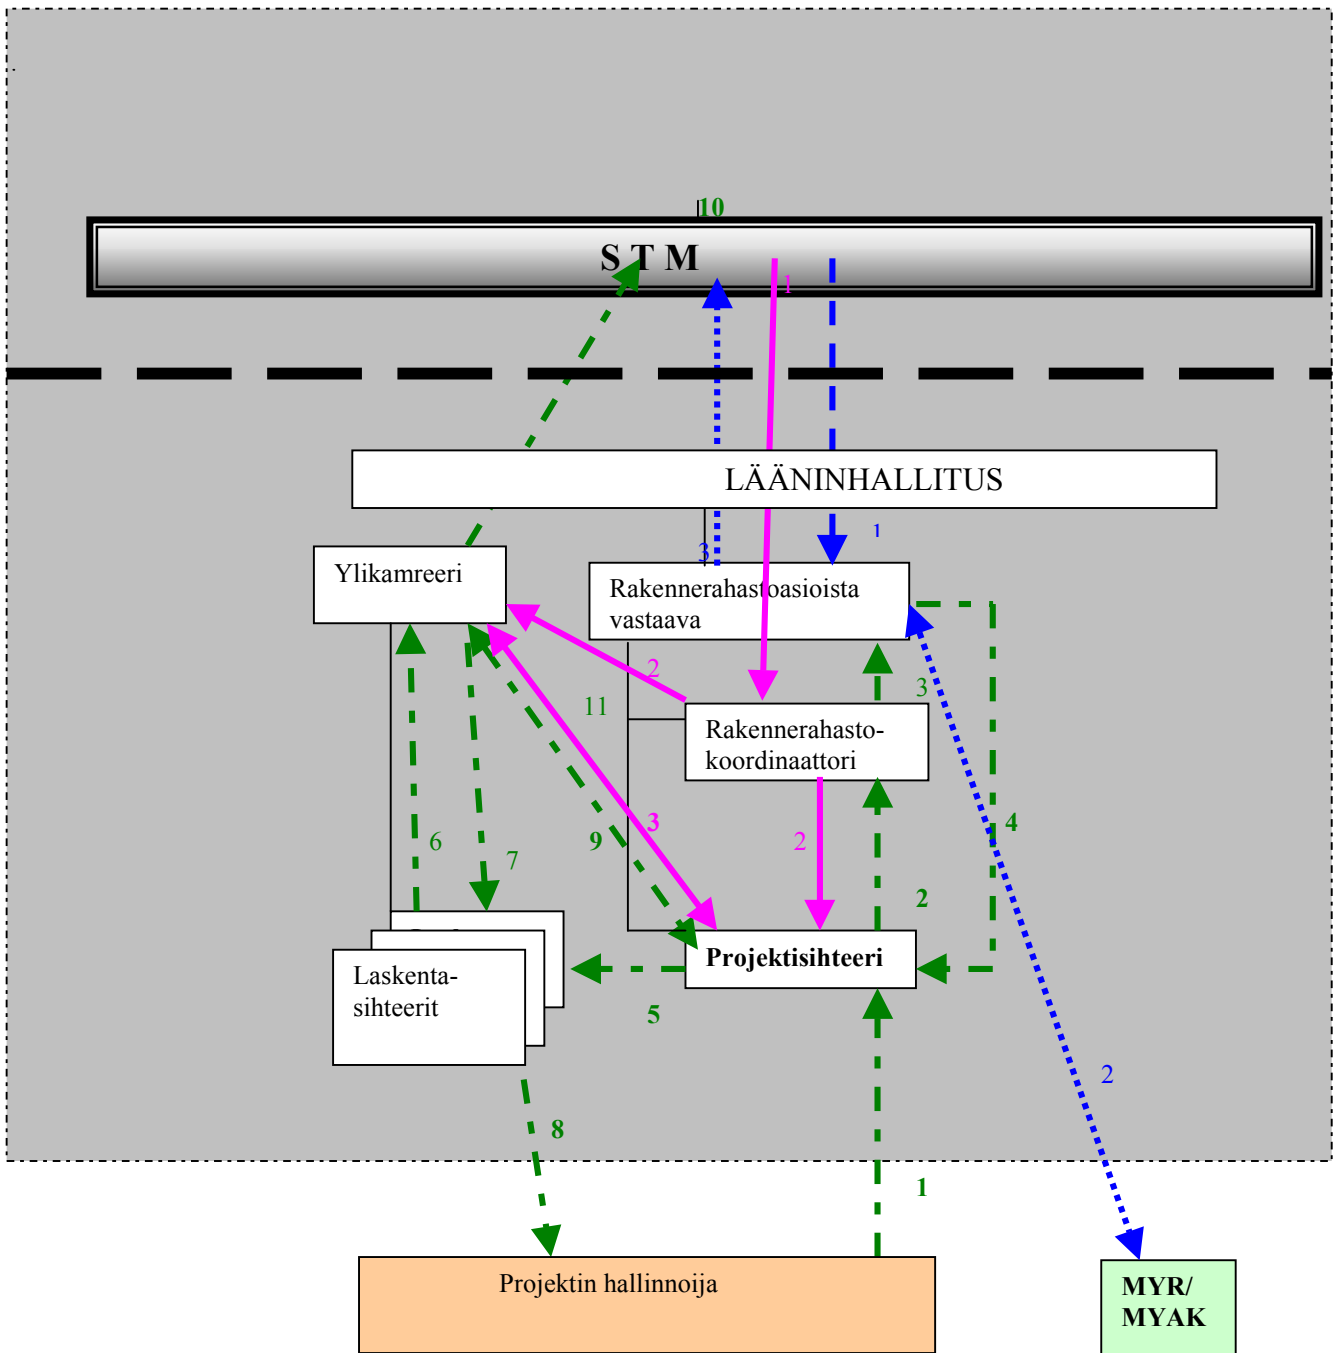 10
S T M
1
LÄÄNINHALLITUS
1
3
Ylikamreeri
Rakennerahastoasioista
vastaava
2
3
11
Rakennerahasto-
koordinaattori
6
7
9
3
2
4
2
Projektisihteeri
Laskenta-
sihteerit
5
2
8
1
Projektin hallinnoija
MYR/
MYAK